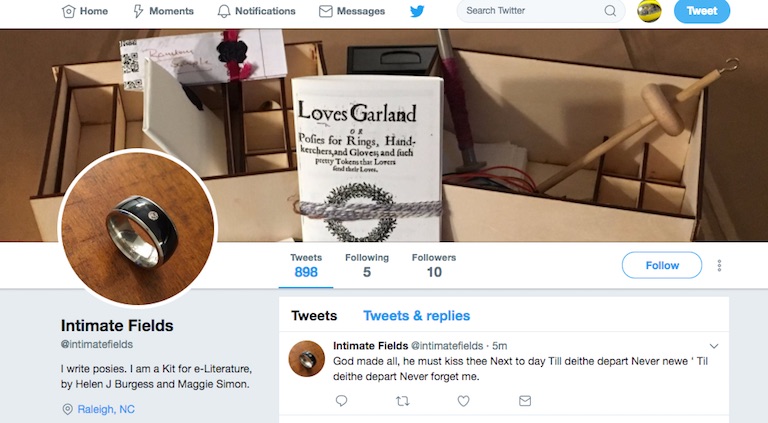 Home
Moments
Notifications
Messages
Search Twitter
Tweet
Random
Loves Garland
OR
Posies for Rings, Hand-
kerchers, and Gloves; and such
pretty Tokens that Lovers
send their Loves.
Tweets
898
Following
5
Followers
10
Follow
Intimate Fields
@intimatefields
I write posies. I am a Kit for e-Literature,
by Helen J Burgess and Maggie Simon.
Raleigh, NC
Tweets
Tweets & replies
Intimate Fields @intimatefields · 5m
God made all, he must kiss thee Next to day Till deithe depart Never newe ‘ Til
deithe depart Never forget me.